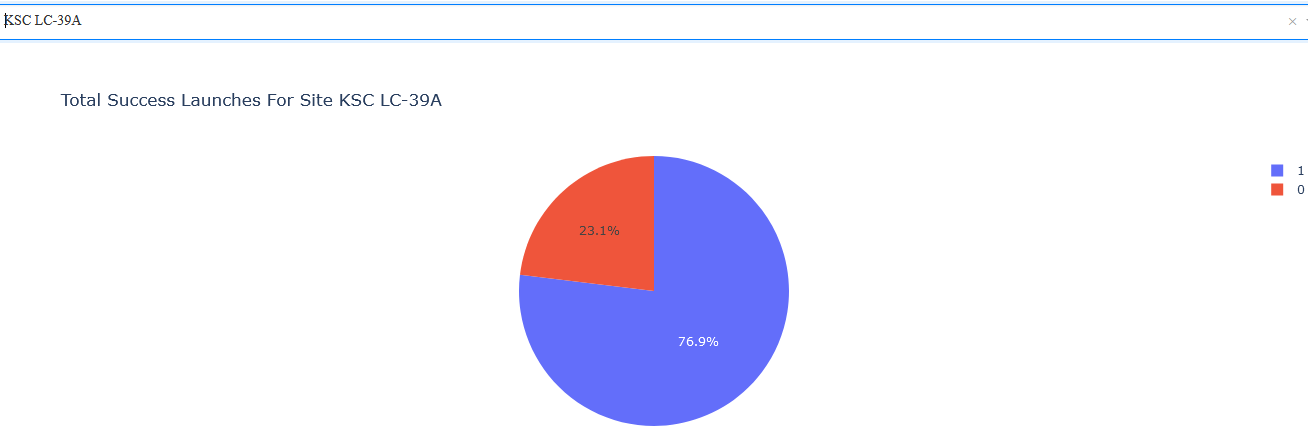 KSC LC-39A
Total Success Launches For Site KSC LC-39A
1
0
23.1%
76.9%